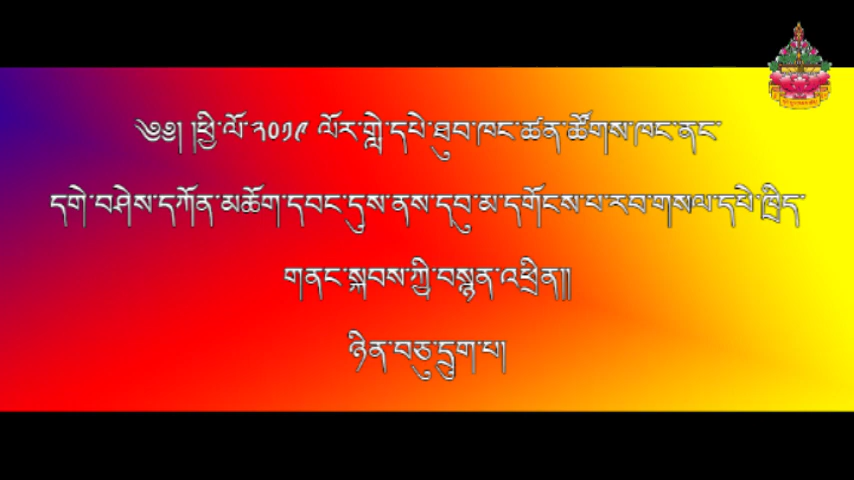 ༄༅། །ཕྱི་ལོ་༢༠༡༩ ལོར་གླེ་དཔེ་ཐུབ་ཁང་ཚན་ཚོགས་ཁང་ནང་
དགེ་བཤེས་དཀོན་མཆོག་དབང་དུས་ནས་དབུ་མ་དགོངས་པ་རབ་གསལ་དཔེ་ཁྲིད་
གནང་སྐབས་ཀྱི་བསྙན་འཕྲིན།།
ཉིན་བཅུ་དྲུག་པ།